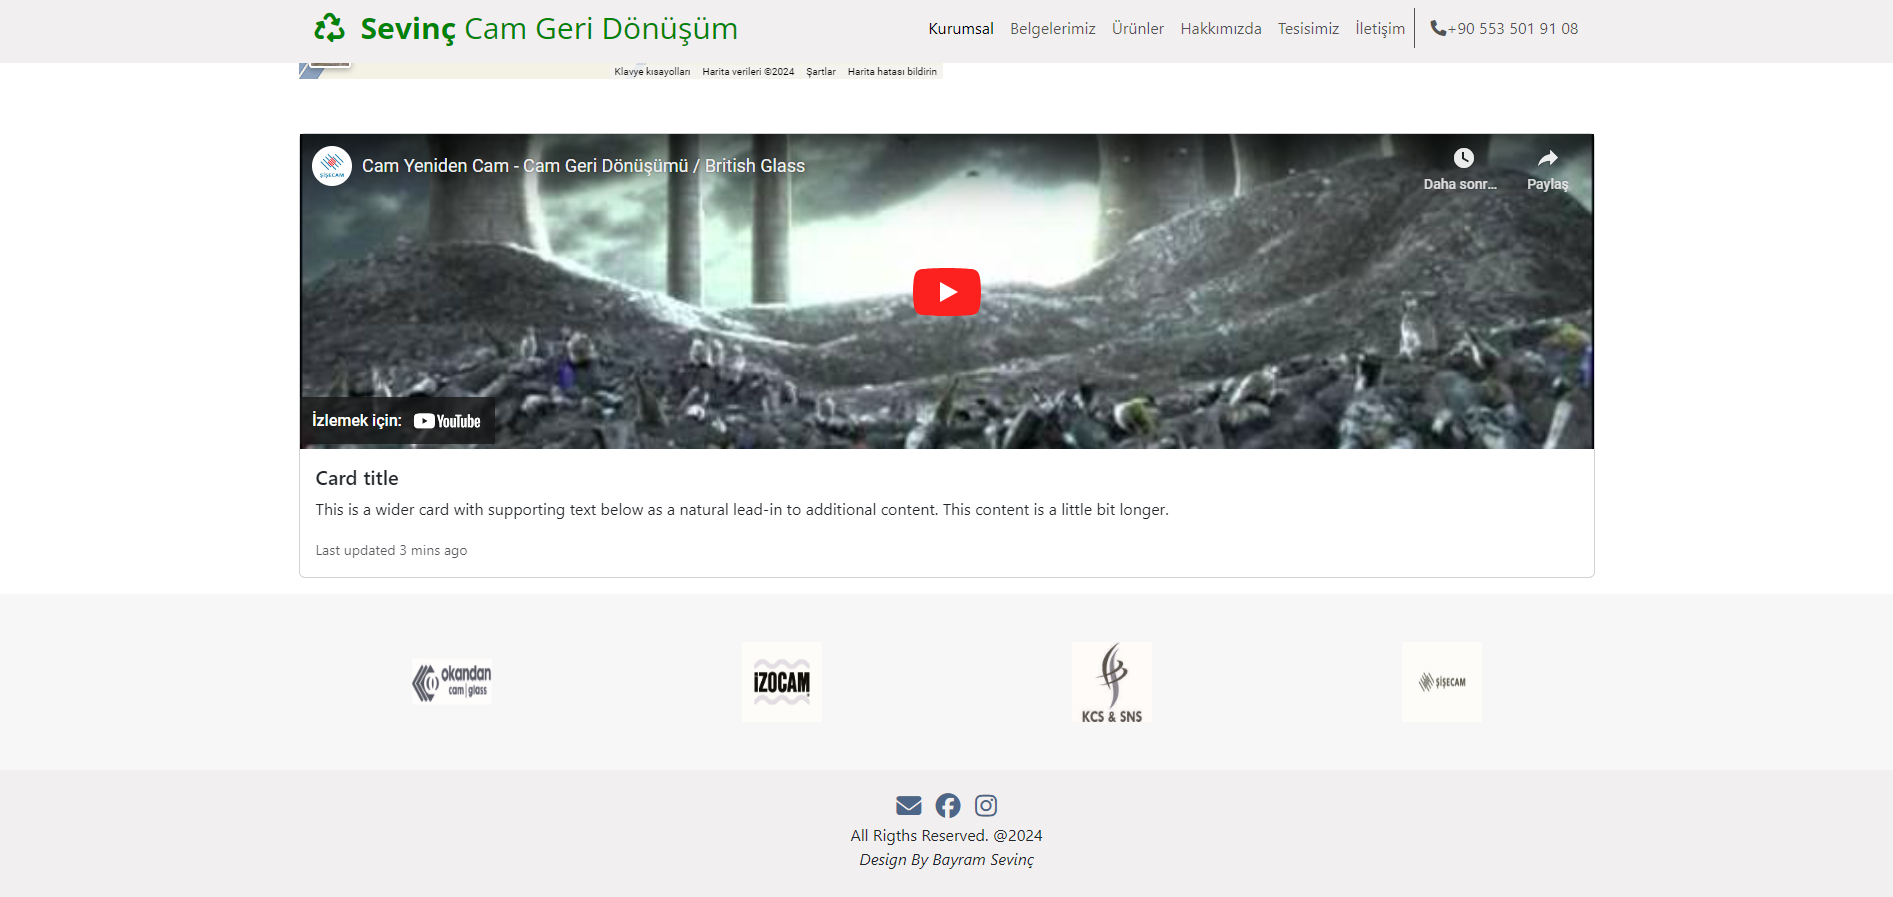 Sevinç Cam Geri Dönüşüm
Kurumsal Belgelerimiz Ürünler Hakkımızda Tesisimiz İletişim +90 553 501 91 08
Klavye kısayolları Harita verileri ©2024 Şartlar Harita hatası bildirin
ŞİŞECAM
Cam Yeniden Cam - Cam Geri Dönüşümü / British Glass
Daha sonr... Paylaş
İzlemek için: YouTube
Card title
This is a wider card with supporting text below as a natural lead-in to additional content. This content is a little bit longer.
Last updated 3 mins ago
okandan
cam|glass
İZOCAM
KCS & SNS
ŞİŞECAM
All Rigths Reserved. @2024
Design By Bayram Sevinç